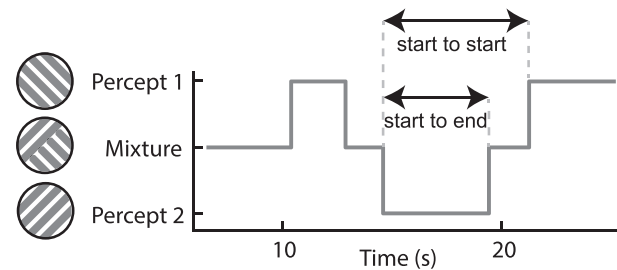 start to start
Percept 1
start to end
Mixture
Percept 2
10
20
Time (s)